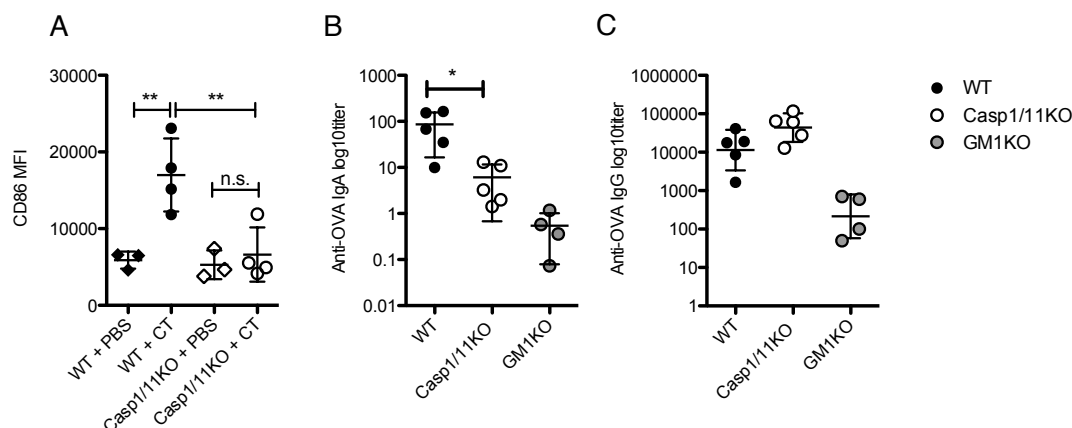 A
30000
20000
10000
0
CD86 MFI
**
**
n.s.
WT + PBS
WT + CT
Casp1/11KO + PBS
Casp1/11KO + CT
B
1000
100
10
1
0.1
0.01
Anti-OVA IgA log10titer
*
WT
Casp1/11KO
GM1KO
C
1000000
100000
10000
1000
100
10
1
Anti-OVA IgG log10titer
WT
Casp1/11KO
GM1KO
WT
Casp1/11KO
GM1KO